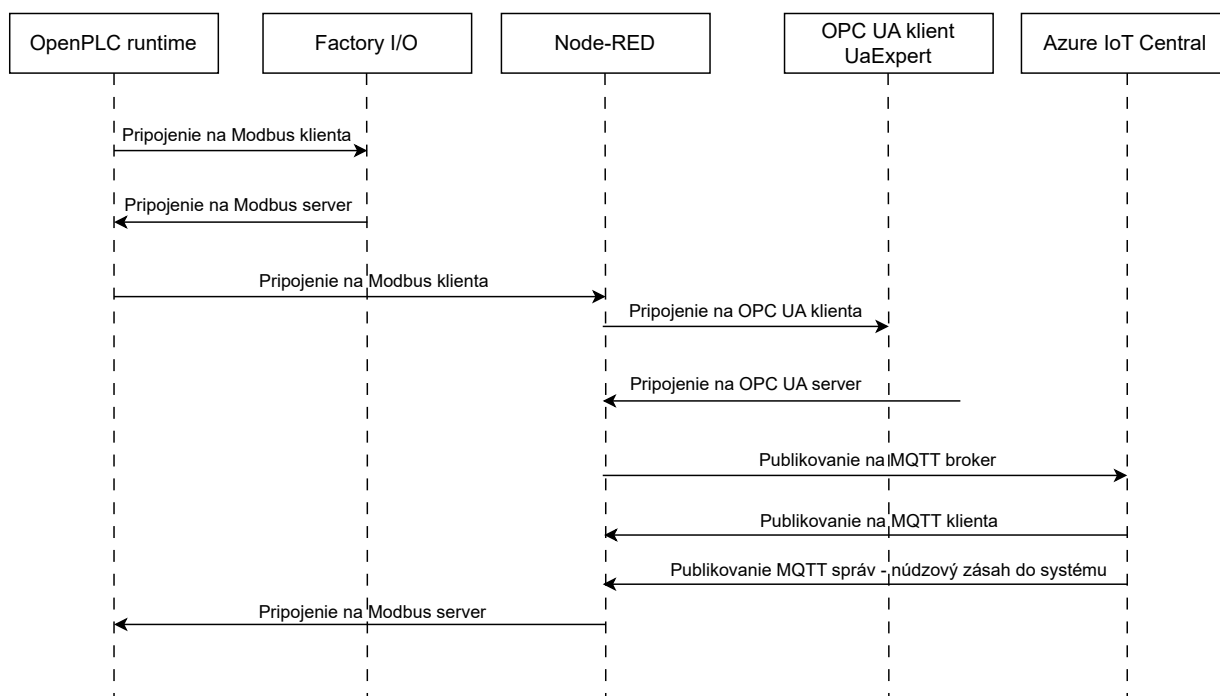 OpenPLC runtime
Factory I/O
Node-RED
OPC UA klient
UaExpert
Azure IoT Central
Pripojenie na Modbus klienta
Pripojenie na Modbus server
Pripojenie na Modbus klienta
Pripojenie na OPC UA klienta
Pripojenie na OPC UA server
Publikovanie na MQTT broker
Publikovanie na MQTT klienta
Publikovanie MQTT správ - núdzový zásah do systému
Pripojenie na Modbus server